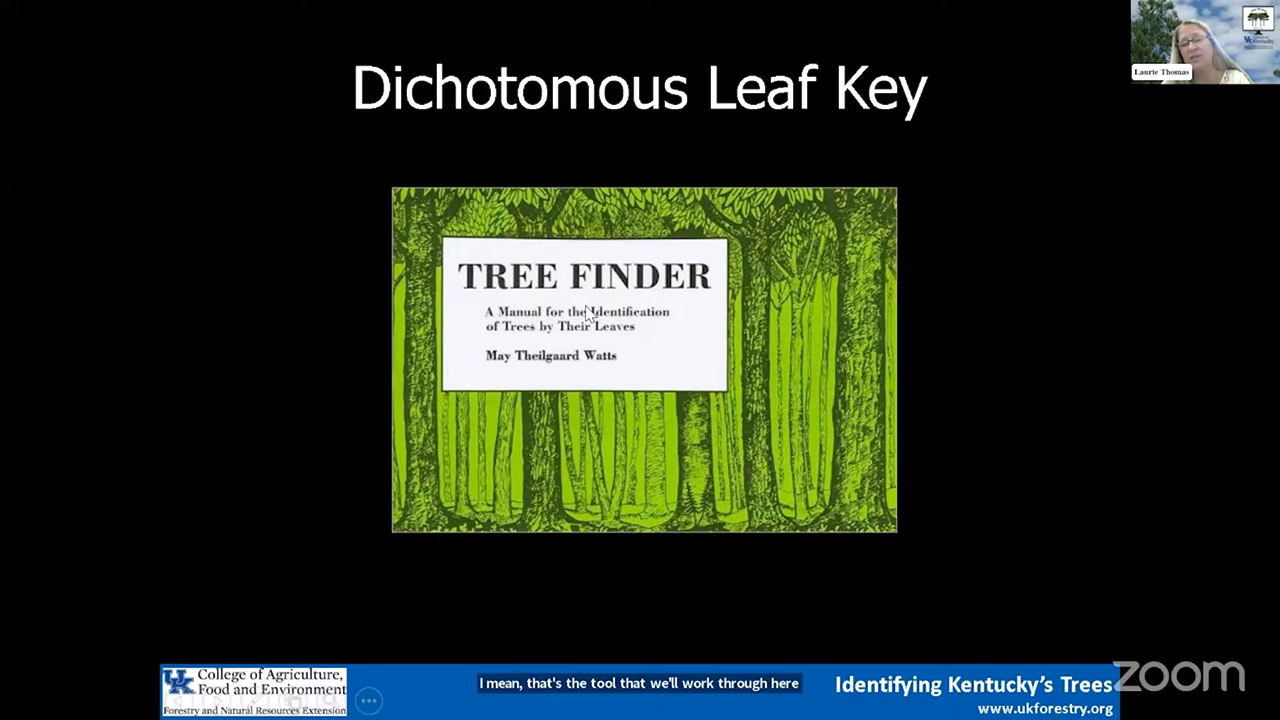 Dichotomous Leaf Key
Laurie Thomas
TREE FINDER
A Manual for the Identification
of Trees by Their Leaves
May Theilgaard Watts
UK College of Agriculture,
Food and Environment
Forestry and Natural Resources Extension
I mean, that's the tool that we'll work through here
Identifying Kentucky's Trees
www.ukforestry.org
zoom